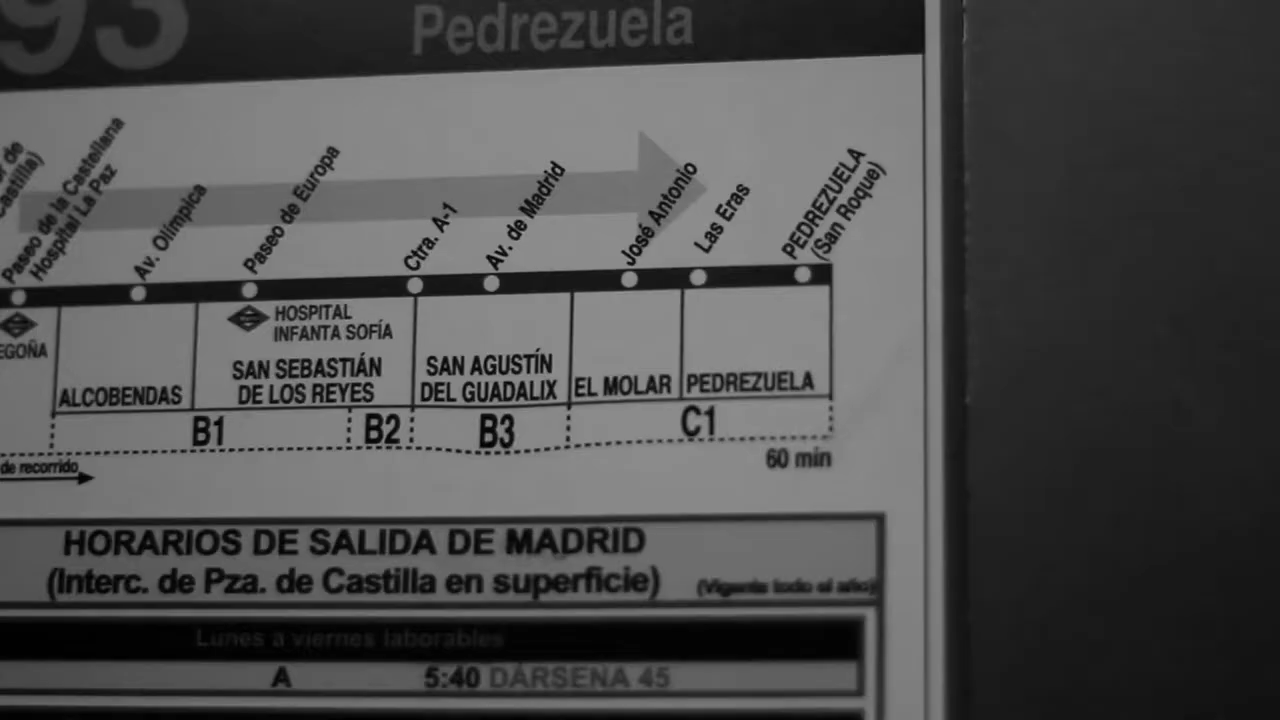 93
Pedrezuela
Castilla)
Paseo de la Castellana
Hospital La Paz
Av. Olímpica
Paseo de Europa
Ctra. A-1
Av. de Madrid
José Antonio
Las Eras
PEDREZUELA
(San Roque)
EGOÑA
HOSPITAL
INFANTA SOFÍA
ALCOBENDAS
SAN SEBASTIÁN
DE LOS REYES
SAN AGUSTÍN
DEL GUADALIX
EL MOLAR
PEDREZUELA
B1
B2
B3
C1
de recorrido
60 min
HORARIOS DE SALIDA DE MADRID
(Interc. de Pza. de Castilla en superficie)
(Vigente todo el año)
Lunes a viernes laborables
A 5:40 DÁRSENA 45